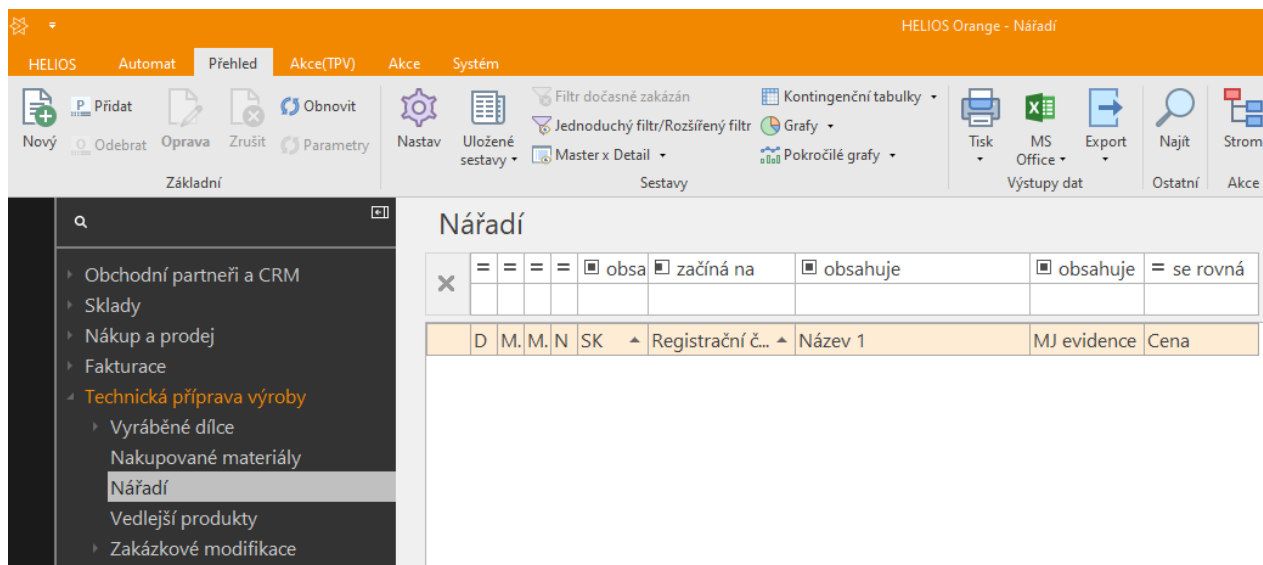 HELIOS Orange - Nářadí
HELIOS Automat Přehled Akce(TPV) Akce Systém
Nový
P Přidat
O Odebrat
Oprava
Zrušit
Obnovit
Parametry
Základní
Nastav
Uložené
sestavy
Filtr dočasně zakázán
Jednoduchý filtr/Rozšířený filtr
Master x Detail
Kontingenční tabulky
Grafy
Pokročilé grafy
Sestavy
Tisk
MS
Office
Export
Výstupy dat
Najít
Ostatní
Strom
Akce
Obchodní partneři a CRM
Sklady
Nákup a prodej
Fakturace
Technická příprava výroby
Vyráběné dílce
Nakupované materiály
Nářadí
Vedlejší produkty
Zakázkové modifikace
Nářadí
= = = = obsa začíná na obsahuje obsahuje = se rovná
D M. M. N SK Registrační č... Název 1 MJ evidence Cena